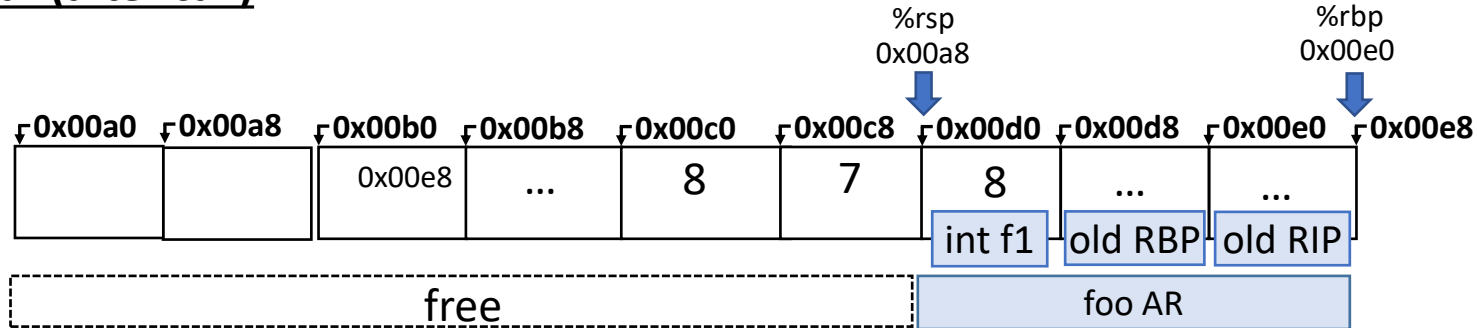 %rsp
0x00a8
%rbp
0x00e0
0x00a0 0x00a8 0x00b0 0x00b8 0x00c0 0x00c8 0x00d0 0x00d8 0x00e0 0x00e8
0x00e8 ... 8 7 8 ... ...
int f1 old RBP old RIP
free foo AR